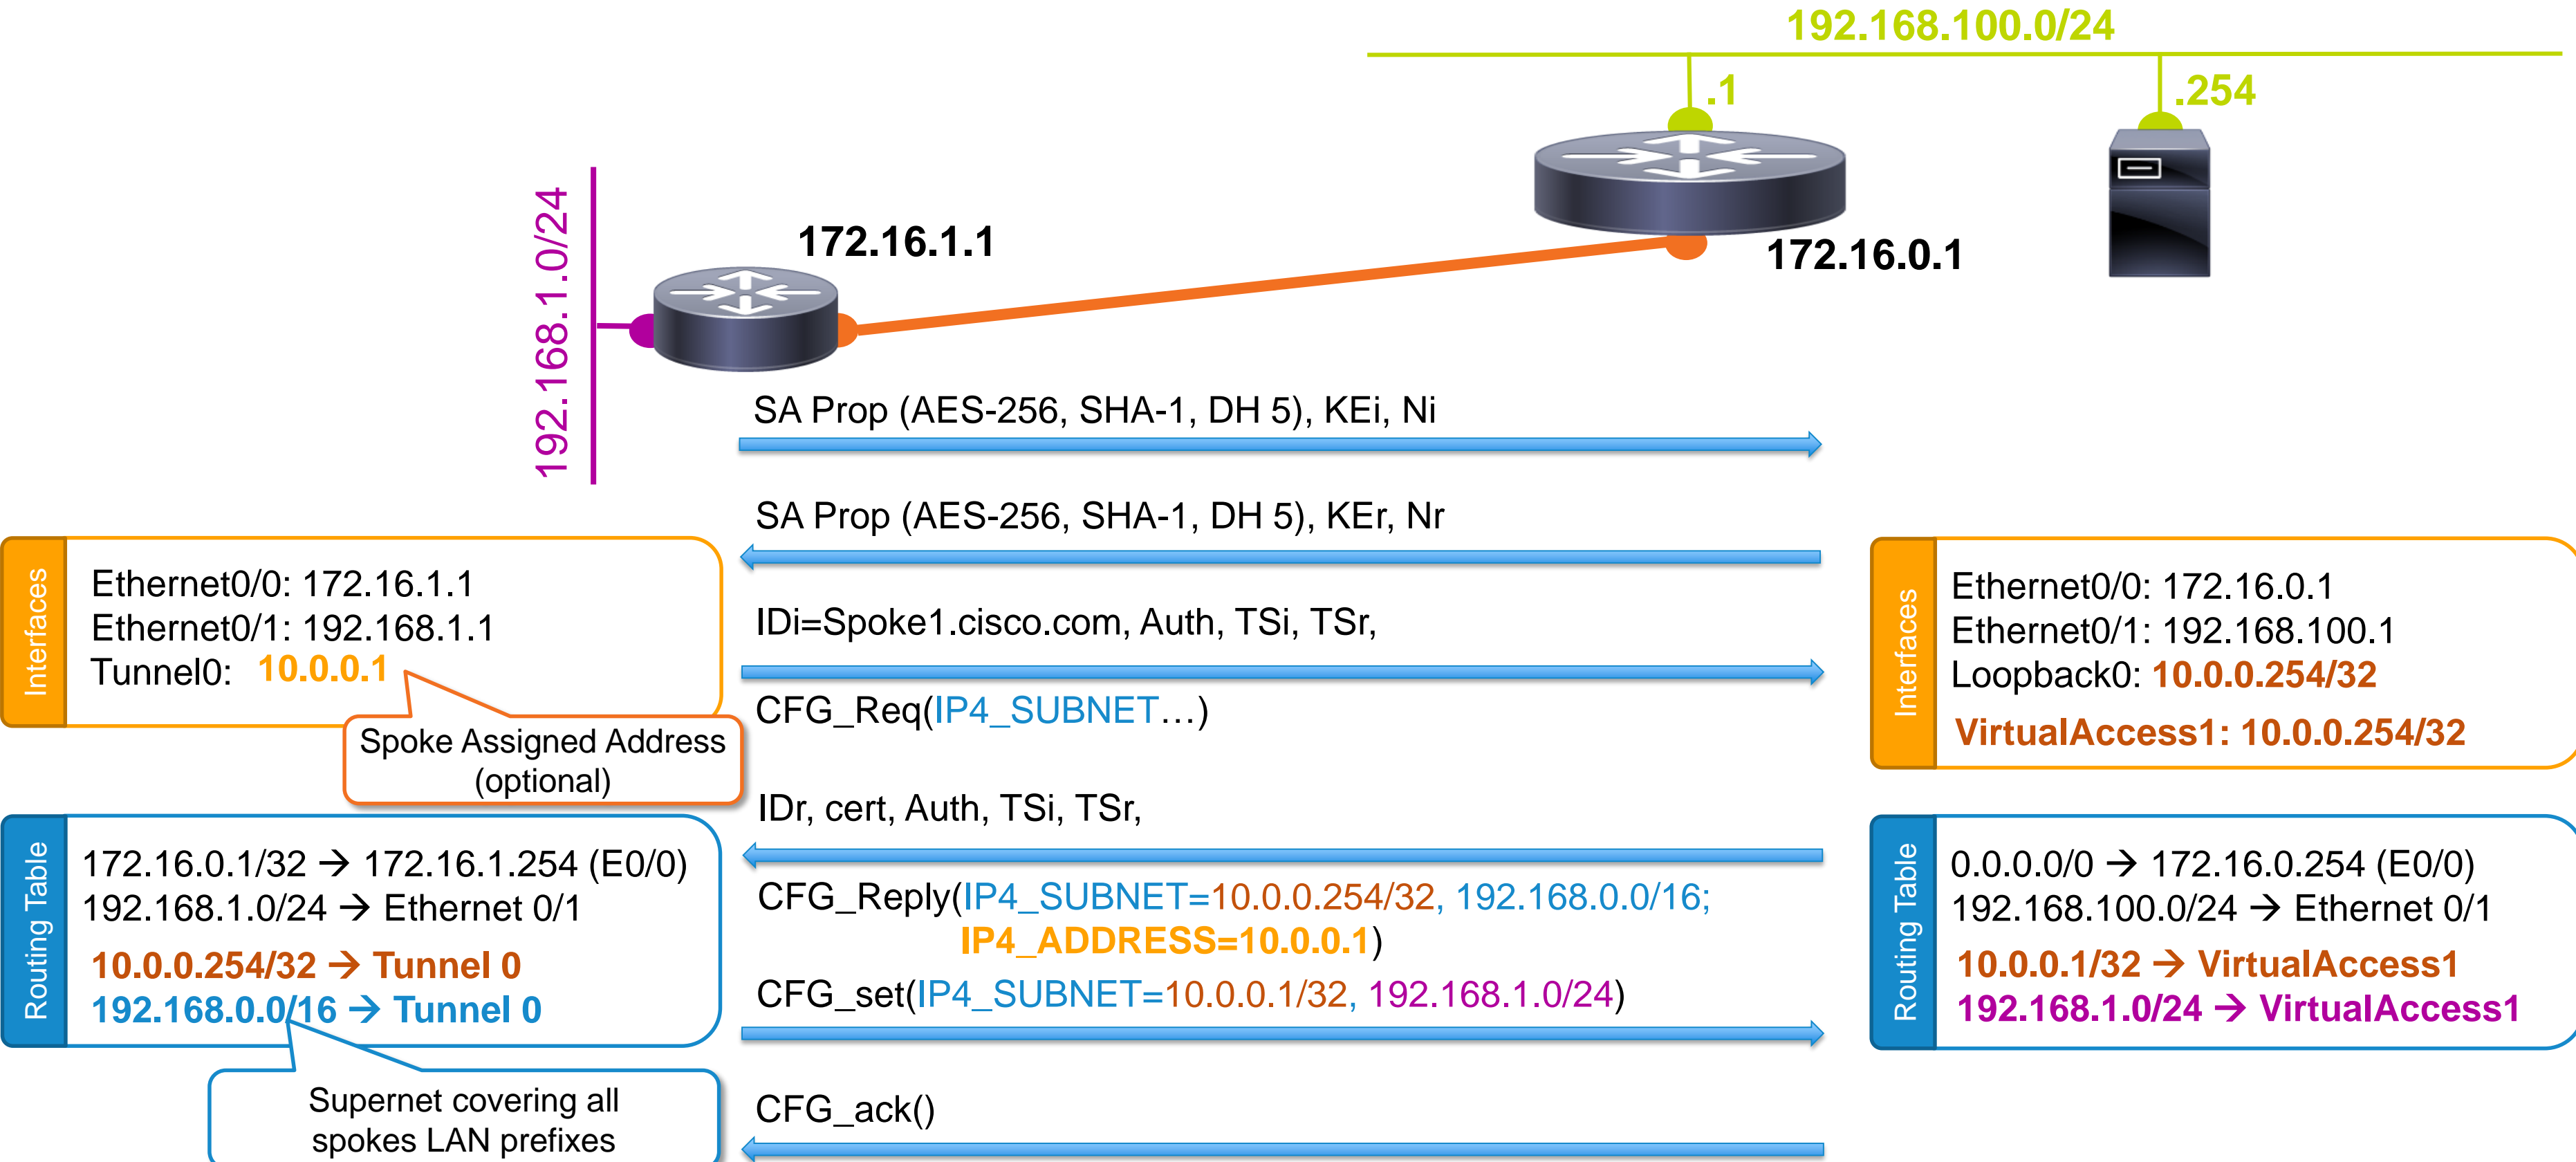 192.168.100.0/24
.1
.254
192.168.1.0/24
172.16.1.1
172.16.0.1
SA Prop (AES-256, SHA-1, DH 5), KEi, Ni
SA Prop (AES-256, SHA-1, DH 5), KEr, Nr
Interfaces
Ethernet0/0: 172.16.1.1
Ethernet0/1: 192.168.1.1
Tunnel0: 10.0.0.1
Spoke Assigned Address
(optional)
IDi=Spoke1.cisco.com, Auth, TSi, TSr,
CFG_Req(IP4_SUBNET…)
Interfaces
Ethernet0/0: 172.16.0.1
Ethernet0/1: 192.168.100.1
Loopback0: 10.0.0.254/32
VirtualAccess1: 10.0.0.254/32
Routing Table
172.16.0.1/32 → 172.16.1.254 (E0/0)
192.168.1.0/24 → Ethernet 0/1
10.0.0.254/32 → Tunnel 0
192.168.0.0/16 → Tunnel 0
Supernet covering all
spokes LAN prefixes
IDr, cert, Auth, TSi, TSr,
CFG_Reply(IP4_SUBNET=10.0.0.254/32, 192.168.0.0/16;
IP4_ADDRESS=10.0.0.1)
CFG_set(IP4_SUBNET=10.0.0.1/32, 192.168.1.0/24)
CFG_ack()
Routing Table
0.0.0.0/0 → 172.16.0.254 (E0/0)
192.168.100.0/24 → Ethernet 0/1
10.0.0.1/32 → VirtualAccess1
192.168.1.0/24 → VirtualAccess1